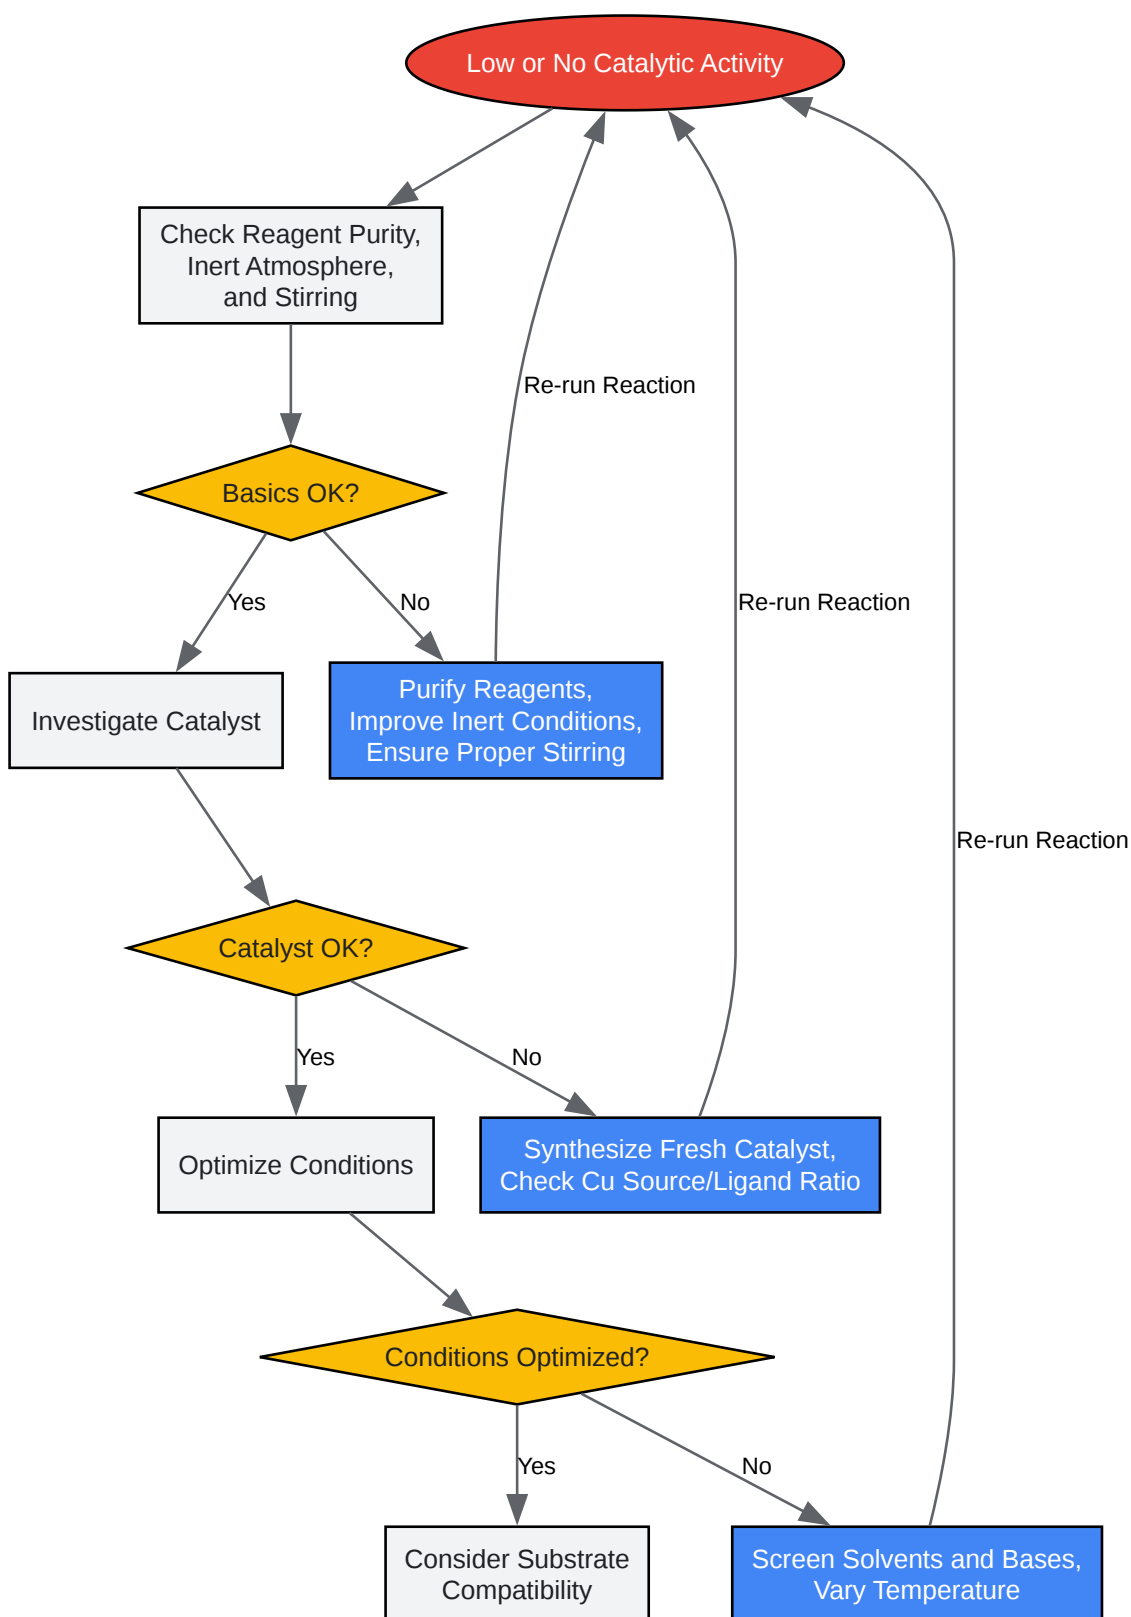 Low or No Catalytic Activity
Check Reagent Purity,
Inert Atmosphere,
and Stirring
Re-run Reaction
Basics OK?
Yes
No
Re-run Reaction
Investigate Catalyst
Purify Reagents,
Improve Inert Conditions,
Ensure Proper Stirring
Re-run Reaction
Catalyst OK?
Yes
No
Optimize Conditions
Synthesize Fresh Catalyst,
Check Cu Source/Ligand Ratio
Conditions Optimized?
Yes
No
Consider Substrate
Compatibility
Screen Solvents and Bases,
Vary Temperature